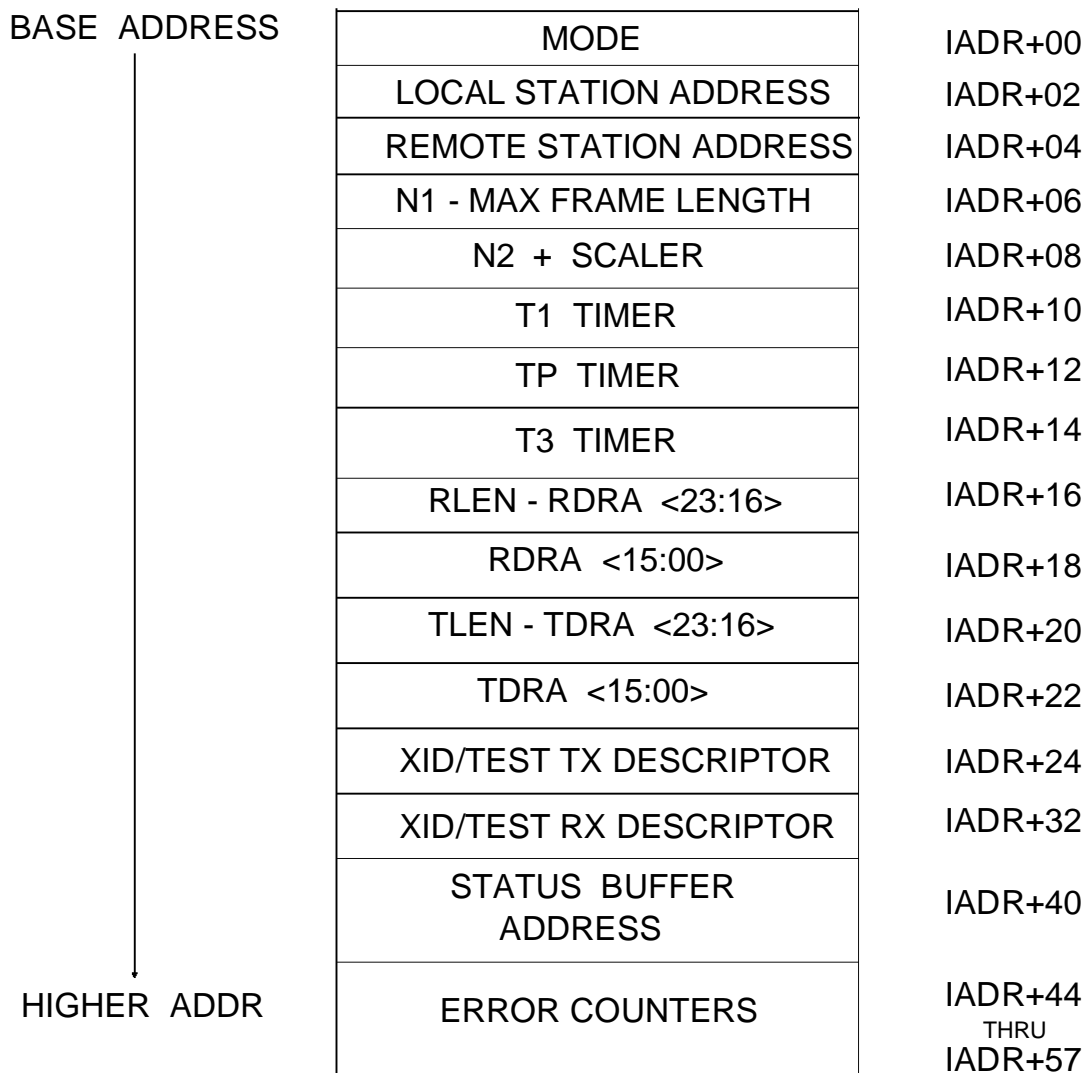 BASE ADDRESS
MODE
IADR+00
LOCAL STATION ADDRESS
IADR+02
REMOTE STATION ADDRESS
IADR+04
N1 - MAX FRAME LENGTH
IADR+06
N2 + SCALER
IADR+08
T1 TIMER
IADR+10
TP TIMER
IADR+12
T3 TIMER
IADR+14
RLEN - RDRA <23:16>
IADR+16
RDRA <15:00>
IADR+18
TLEN - TDRA <23:16>
IADR+20
TDRA <15:00>
IADR+22
XID/TEST TX DESCRIPTOR
IADR+24
XID/TEST RX DESCRIPTOR
IADR+32
STATUS BUFFER
ADDRESS
IADR+40
HIGHER ADDR
ERROR COUNTERS
IADR+44
THRU
IADR+57